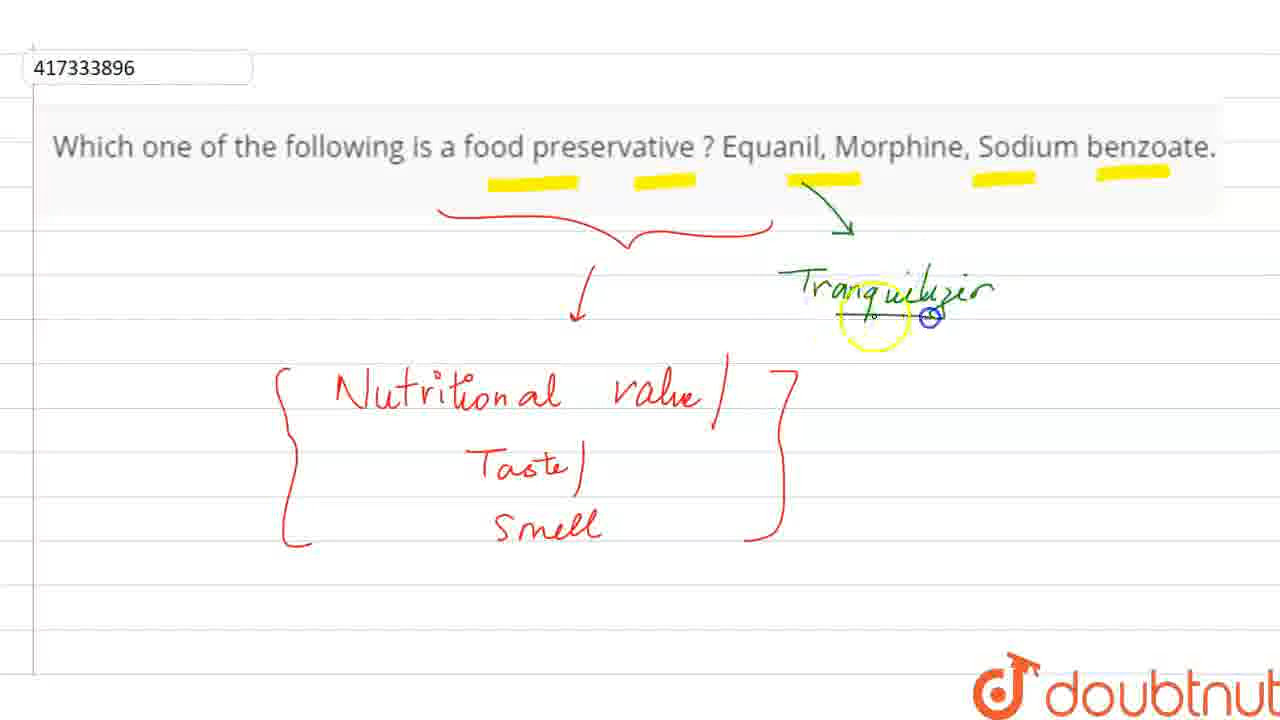 417333896
Which one of the following is a food preservative ? Equanil, Morphine, Sodium benzoate.
Tranquilizer
Nutritional value/
Taste/
Smell
doubtnut